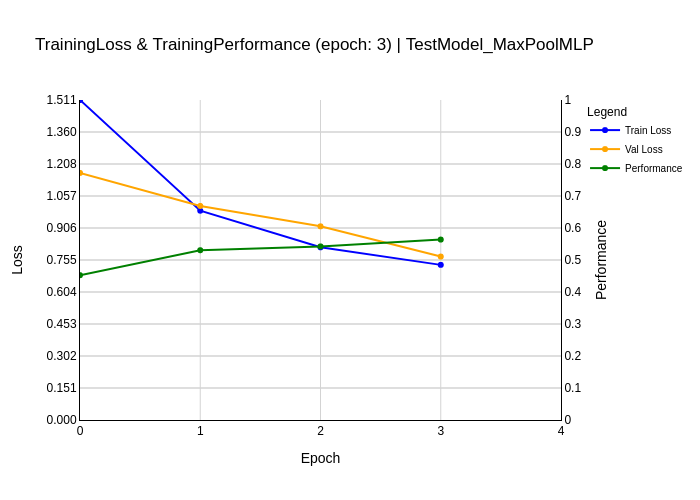 TrainingLoss & TrainingPerformance (epoch: 3) | TestModel_MaxPoolMLP
Legend
Train Loss
Val Loss
Performance
Loss
1.511
1.360
1.208
1.057
0.906
0.755
0.604
0.453
0.302
0.151
0.000
1
0.9
0.8
0.7
0.6
0.5
0.4
0.3
0.2
0.1
0
Performance
0 1 2 3 4
Epoch